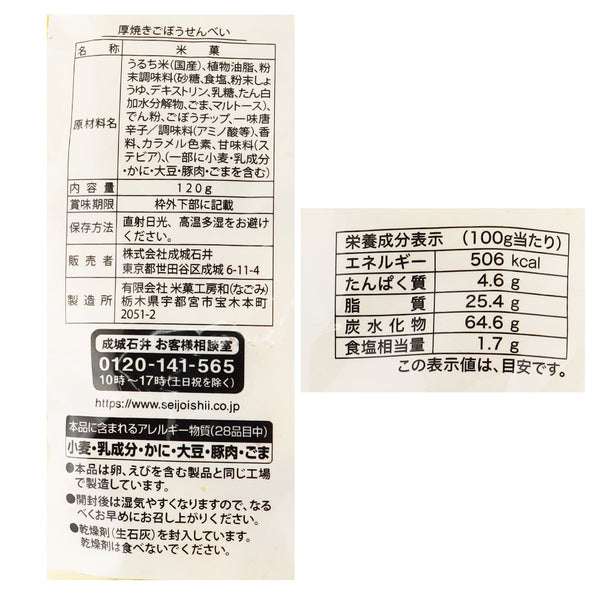 厚焼きごぼうせんべい
名称 米菓
原材料名 うるち米(国産)、植物油脂、粉
末調味料(砂糖、食塩、粉末しょ
うゆ、デキストリン、乳糖、たん白
加水分解物、ごま、マルトース)、
でん粉、ごぼうチップ、一味唐
辛子／調味料(アミノ酸等)、香
料、カラメル色素、甘味料(ス
テビア)、(一部に小麦・乳成分
・かに・大豆・豚肉・ごまを含む)
内容量 120g
賞味期限 枠外下部に記載
保存方法 直射日光、高温多湿をお避け
ください。
販売者 株式会社成城石井
東京都世田谷区成城 6-11-4
製造所 有限会社 米菓工房和(なごみ)
栃木県宇都宮市宝木本町
2051-2
成城石井 お客様相談室
0120-141-565
10時～17時(土日祝を除く)
https://www.seijoishii.co.jp
本品に含まれるアレルギー物質(28品目中)
小麦・乳成分・かに・大豆・豚肉・ごま
●本品は卵、えびを含む製品と同じ工場
で製造しています。
●開封後は湿気やすくなりますので、なる
べくお早めにお召し上がりください。
●乾燥剤(生石灰)を封入しています。
乾燥剤は食べないでください。
栄養成分表示 (100g当たり)
エネルギー 506 kcal
たんぱく質 4.6 g
脂質 25.4 g
炭水化物 64.6 g
食塩相当量 1.7 g
この表示値は、目安です。